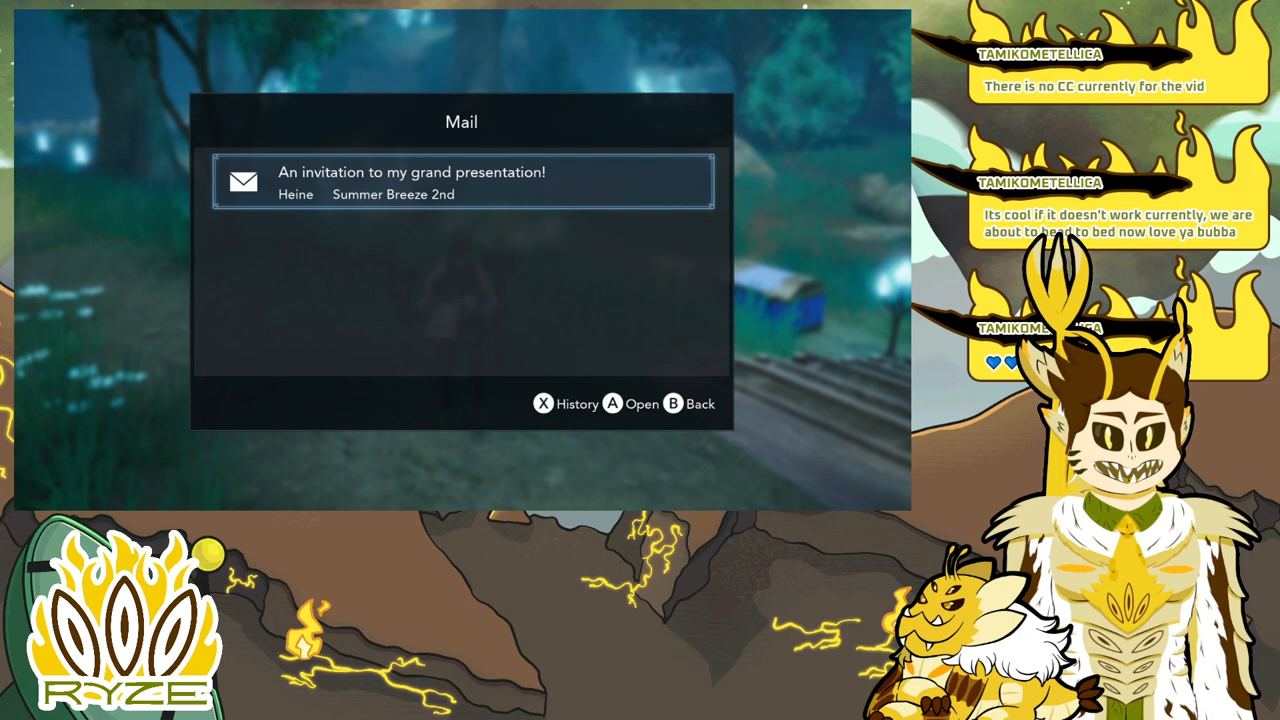 Mail
An invitation to my grand presentation!
Heine Summer Breeze 2nd
X History A Open B Back
TAMIKOMETELLICA
There is no CC currently for the vid
TAMIKOMETELLICA
Its cool if it doesn't work currently, we are
about to head to bed now love ya bubba
RYZE